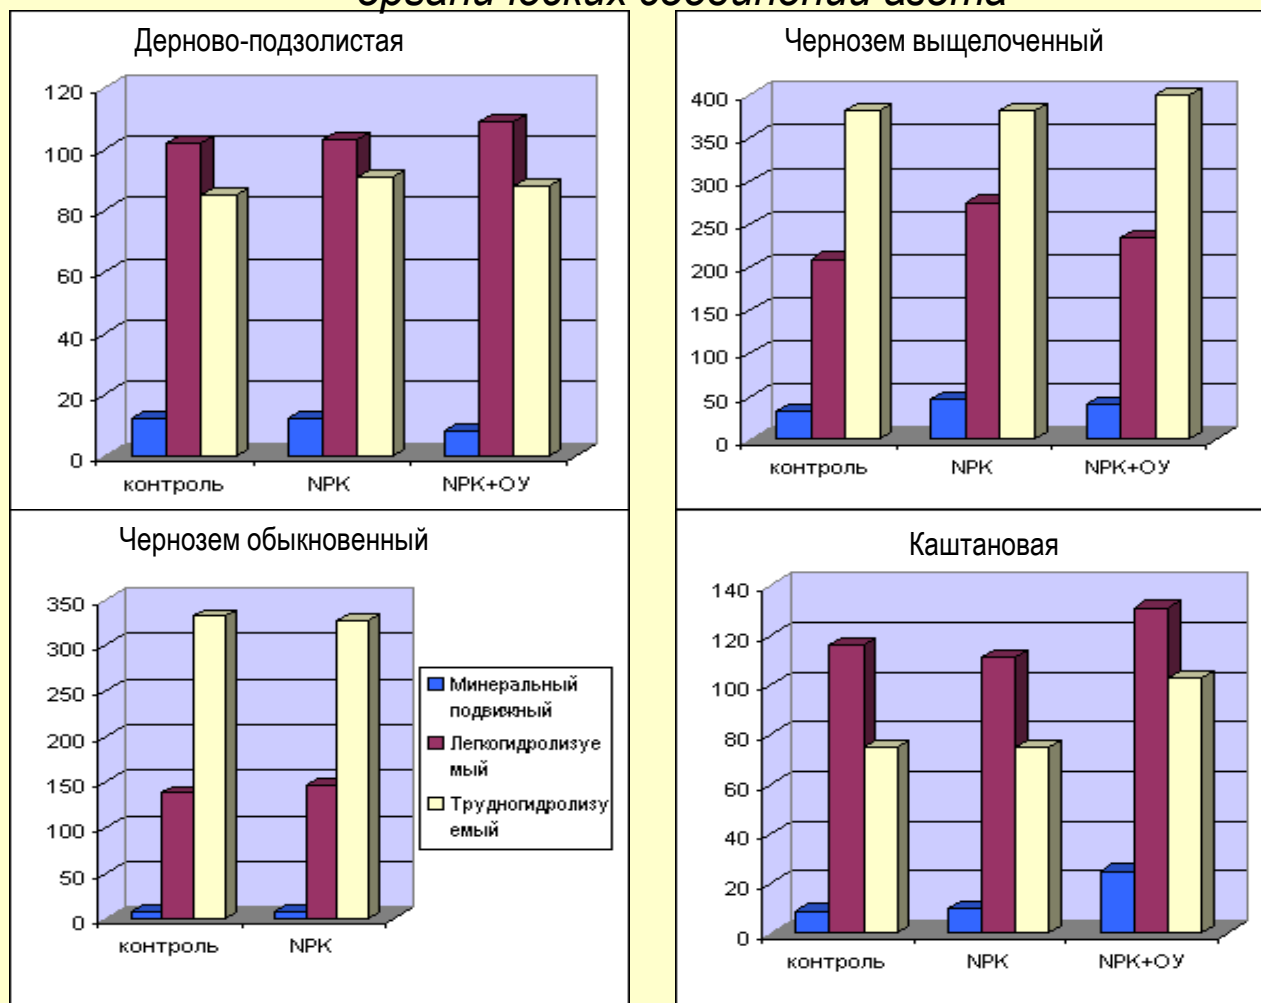 органических соединений азота
Дерново-подзолистая
120
100
80
60
40
20
0
контроль NPK NPK+ОУ
Чернозем выщелоченный
400
350
300
250
200
150
100
50
0
контроль NPK NPK+ОУ
Чернозем обыкновенный
350
300
250
200
150
100
50
0
контроль NPK
Минеральный
подвижный
Легкогидролизуе
мый
Трудногидролизу
емый
Каштановая
140
120
100
80
60
40
20
0
контроль NPK NPK+ОУ